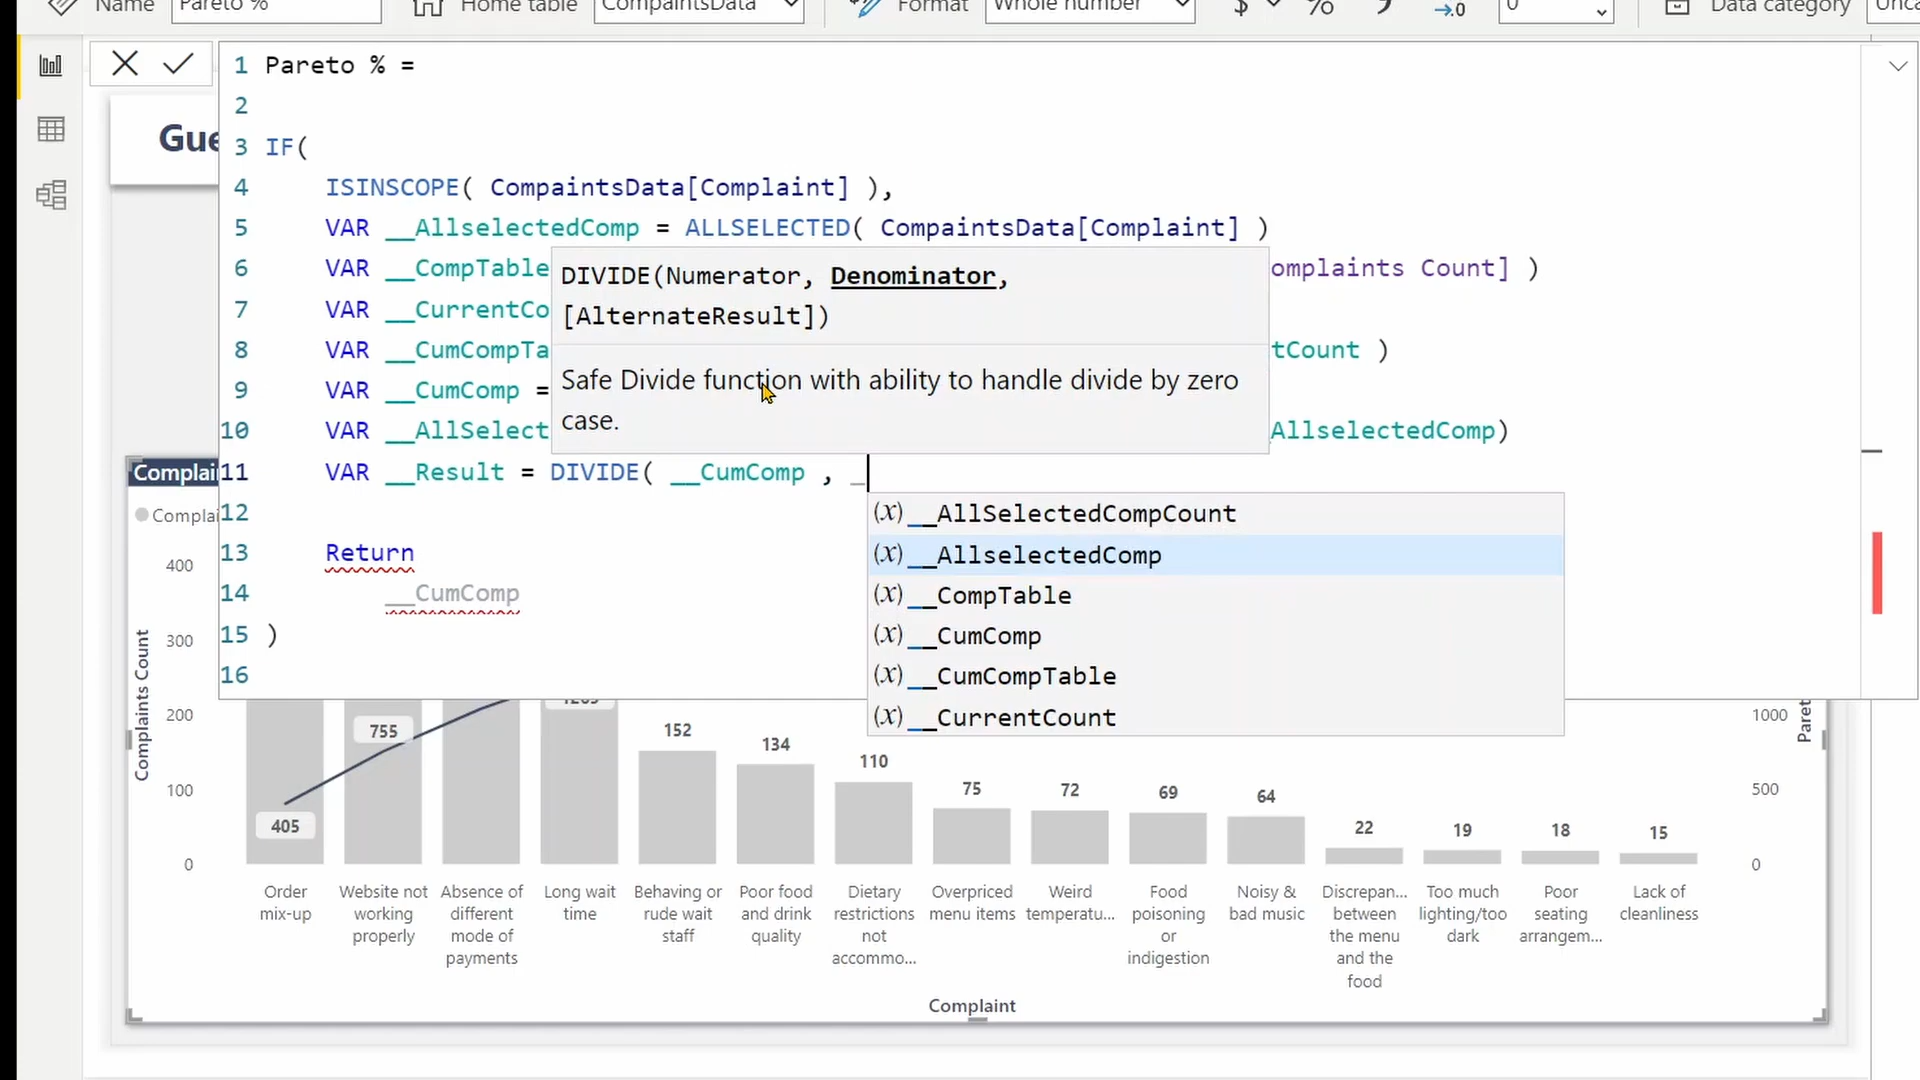 Name Pareto % Home table CompaintsData Format Whole number $ % 0 Data category Unca
1 Pareto % =
2
3 IF(
4 ISINSCOPE( CompaintsData[Complaint] ),
5 VAR __AllselectedComp = ALLSELECTED( CompaintsData[Complaint] )
6 VAR __CompTable omplaints Count] )
7 VAR __CurrentCo
8 VAR __CumCompTa tCount )
9 VAR __CumComp =
10 VAR __AllSelect AllselectedComp)
11 VAR __Result = DIVIDE( __CumComp , _
12
13 Return
14 __CumComp
15 )
16
DIVIDE(Numerator, Denominator,
[AlternateResult])
Safe Divide function with ability to handle divide by zero
case.
(x) __AllSelectedCompCount
(x) __AllselectedComp
(x) __CompTable
(x) __CumComp
(x) __CumCompTable
(x) __CurrentCount
Gue
Complai
Complai
Complaints Count
400
300
200
100
0
1000
500
0
Paret
405
755
152
134
110
75
72
69
64
22
19
18
15
Order
mix-up
Website not
working
properly
Absence of
different
mode of
payments
Long wait
time
Behaving or
rude wait
staff
Poor food
and drink
quality
Dietary
restrictions
not
accommo...
Overpriced
menu items
Weird
temperatu...
Food
poisoning
or
indigestion
Noisy &
bad music
Discrepan...
between
the menu
and the
food
Too much
lighting/too
dark
Poor
seating
arrangem...
Lack of
cleanliness
Complaint